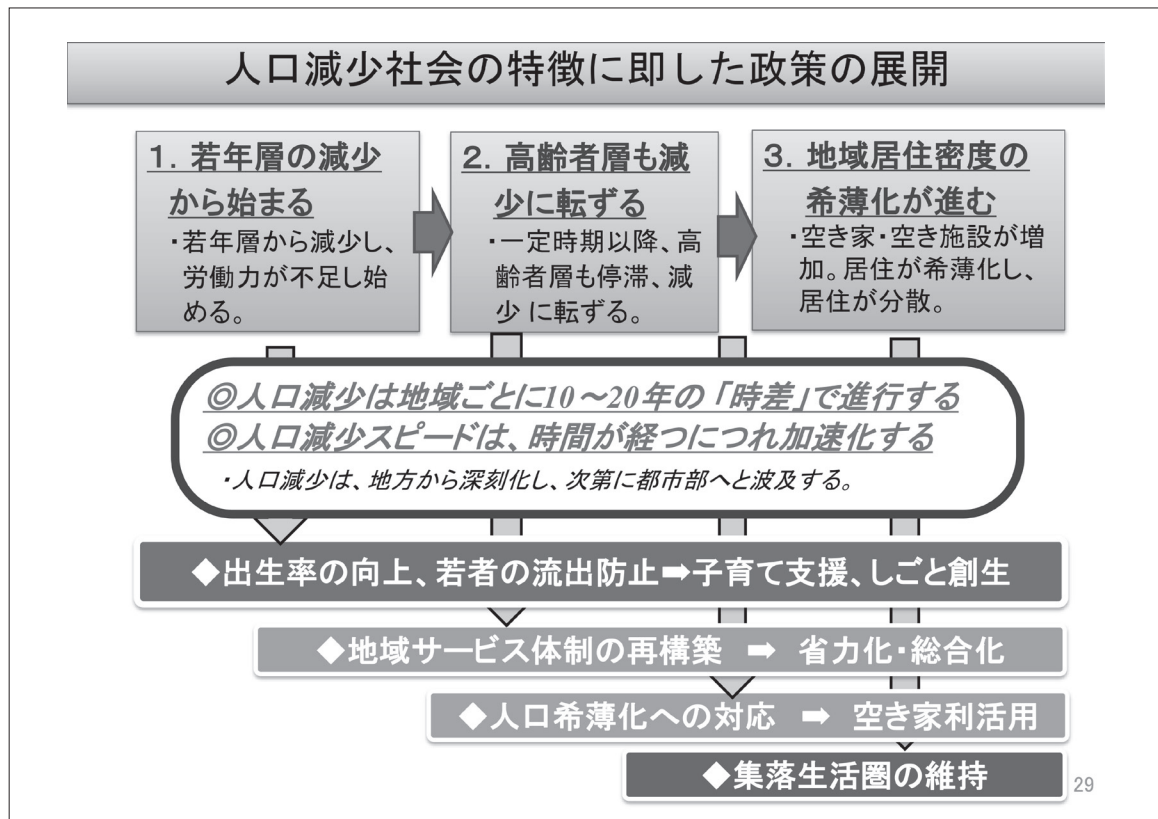 人口減少社会の特徴に即した政策の展開
1. 若年層の減少
から始まる
・若年層から減少し、
労働力が不足し始
める。
2. 高齢者層も減
少に転ずる
・一定時期以降、高
齢者層も停滞、減
少 に転ずる。
3. 地域居住密度の
希薄化が進む
・空き家・空き施設が増
加。居住が希薄化し、
居住が分散。
◎人口減少は地域ごとに10～20年の「時差」で進行する
◎人口減少スピードは、時間が経つにつれ加速化する
・人口減少は、地方から深刻化し、次第に都市部へと波及する。
◆出生率の向上、若者の流出防止➡子育て支援、しごと創生
◆地域サービス体制の再構築 ➡ 省力化・総合化
◆人口希薄化への対応 ➡ 空き家利活用
◆集落生活圏の維持
29